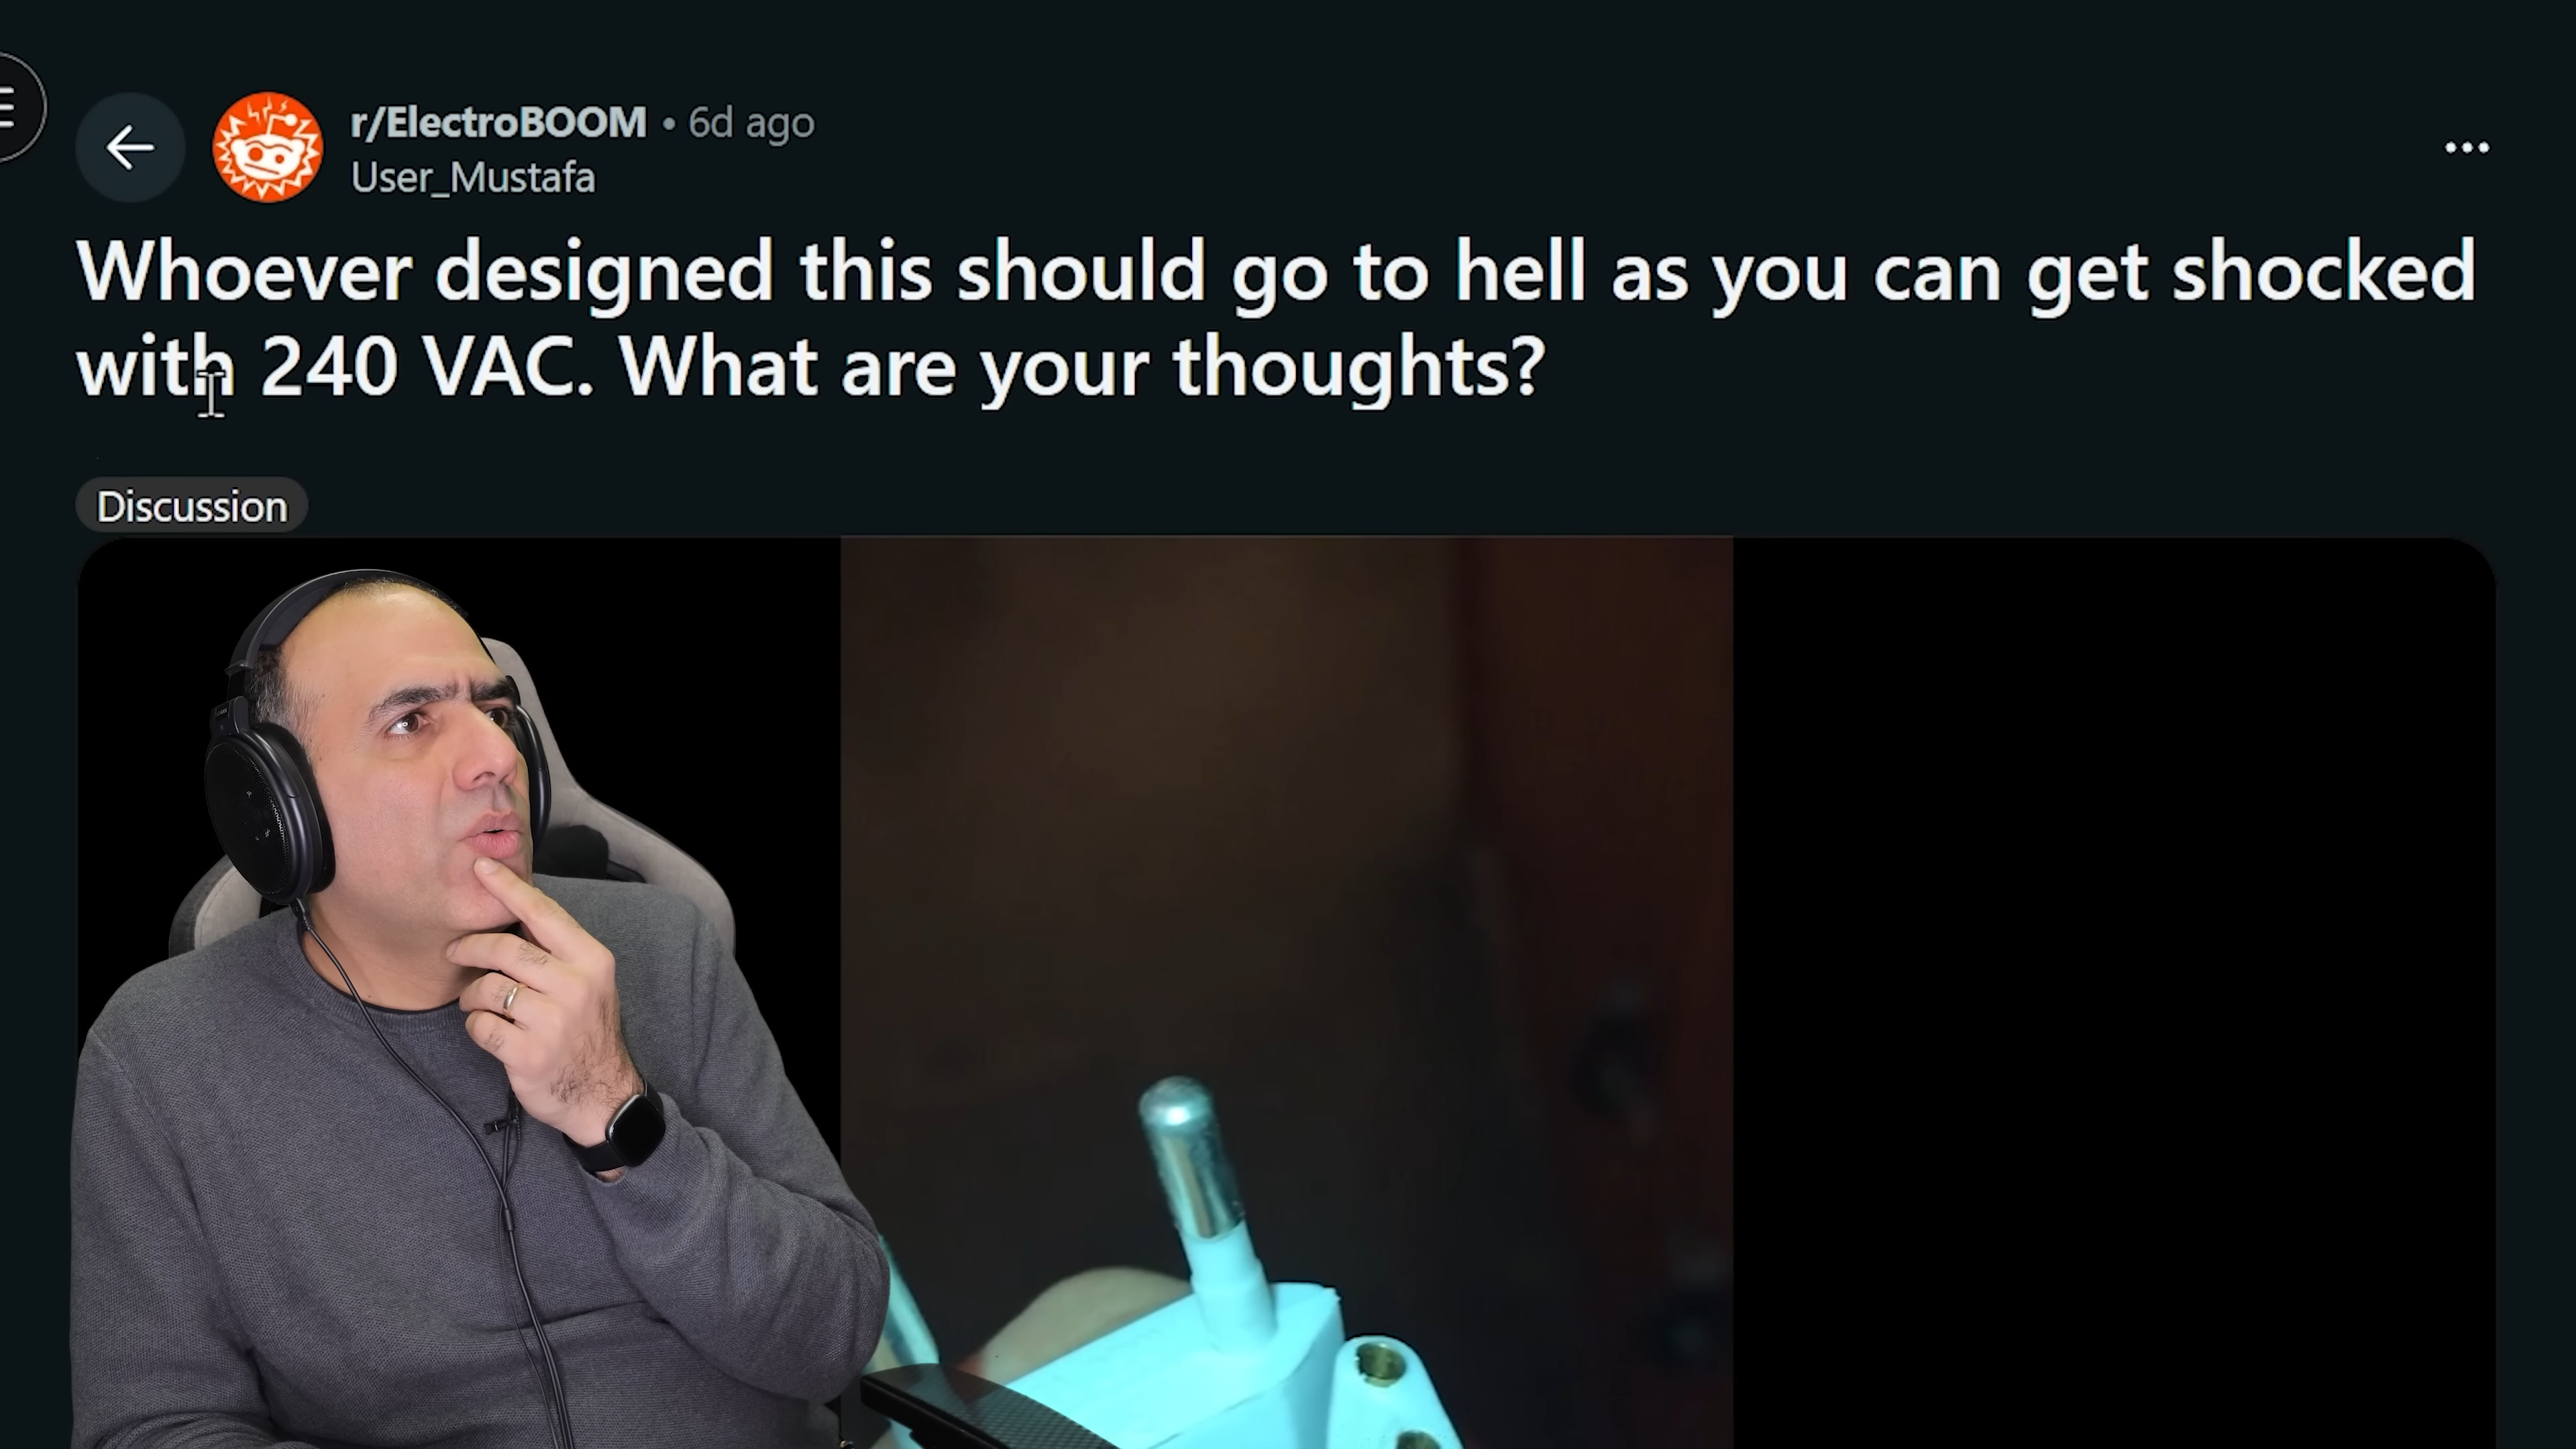 r/ElectroBOOM • 6d ago
User_Mustafa
Whoever designed this should go to hell as you can get shocked
with 240 VAC. What are your thoughts?
Discussion